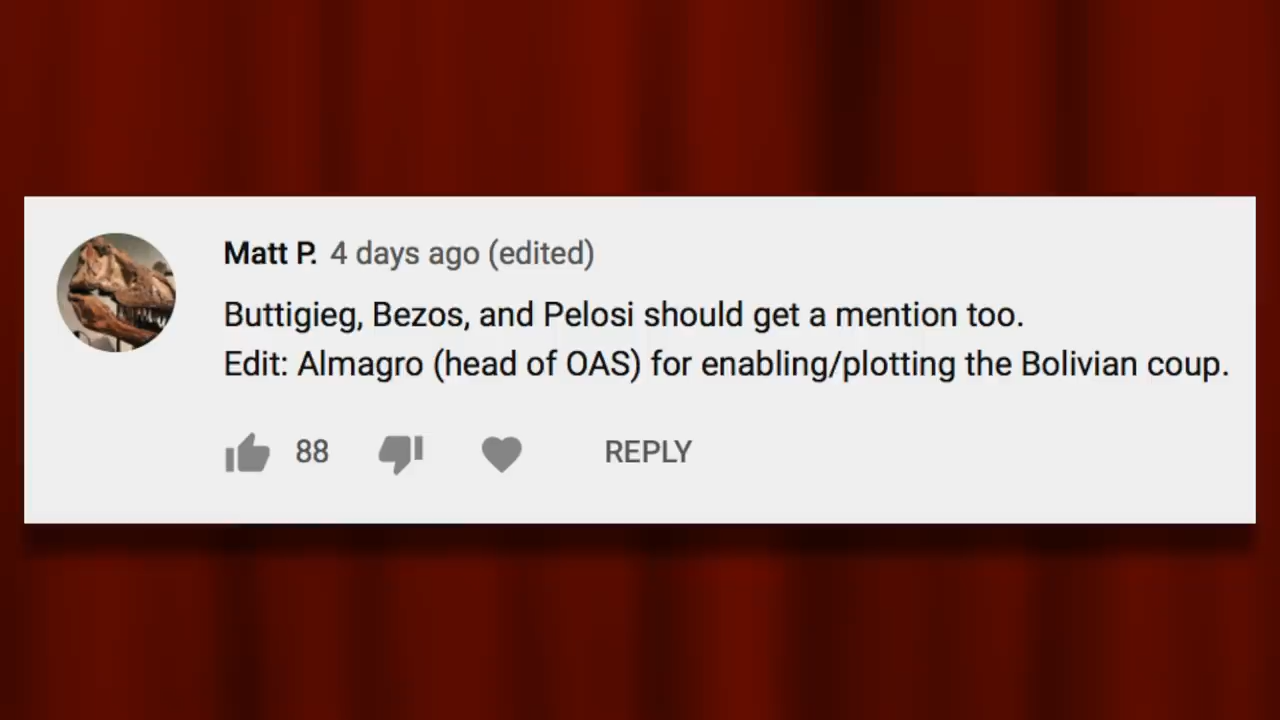 Matt P. 4 days ago (edited)
Buttigieg, Bezos, and Pelosi should get a mention too.
Edit: Almagro (head of OAS) for enabling/plotting the Bolivian coup.
88 REPLY